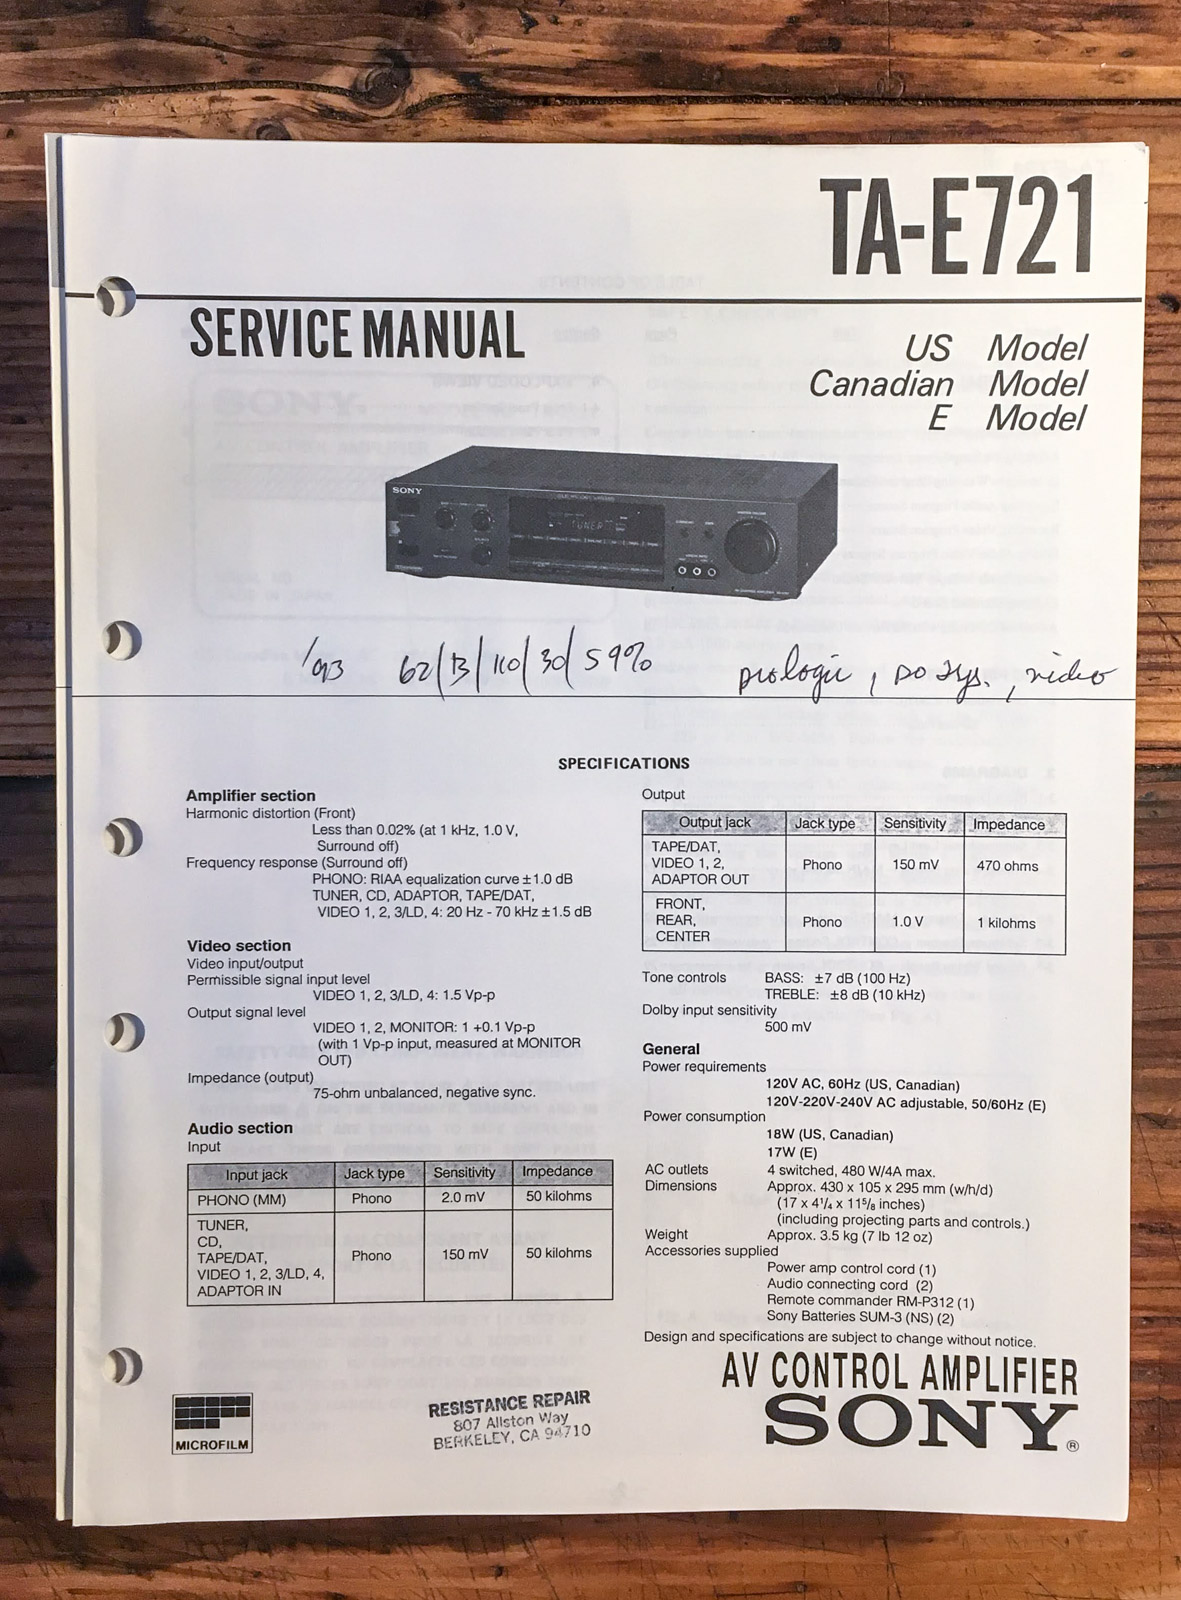 TA-E721
SERVICE MANUAL
US Model
Canadian Model
E Model
SONY
TUNER
/93 62/13/110/30/59% prologic, , video
SPECIFICATIONS
Amplifier section
Harmonic distortion (Front)
Less than 0.02% (at 1 kHz, 1.0 V,
Surround off)
Frequency response (Surround off)
PHONO: RIAA equalization curve ±1.0 dB
TUNER, CD, ADAPTOR, TAPE/DAT,
VIDEO 1, 2, 3/LD, 4: 20 Hz - 70 kHz ±1.5 dB
Video section
Video input/output
Permissible signal input level
VIDEO 1, 2, 3/LD, 4: 1.5 Vp-p
Output signal level
VIDEO 1, 2, MONITOR: 1 +0.1 Vp-p
(with 1 Vp-p input, measured at MONITOR
OUT)
Impedance (output)
75-ohm unbalanced, negative sync.
Audio section
Input
Input jack Jack type Sensitivity Impedance
PHONO (MM) Phono 2.0 mV 50 kilohms
TUNER,
CD,
TAPE/DAT, Phono 150 mV 50 kilohms
VIDEO 1, 2, 3/LD, 4,
ADAPTOR IN
Output
Output jack Jack type Sensitivity Impedance
TAPE/DAT,
VIDEO 1, 2, Phono 150 mV 470 ohms
ADAPTOR OUT
FRONT,
REAR, Phono 1.0 V 1 kilohms
CENTER
Tone controls BASS: ±7 dB (100 Hz)
TREBLE: ±8 dB (10 kHz)
Dolby input sensitivity
500 mV
General
Power requirements
120V AC, 60Hz (US, Canadian)
120V-220V-240V AC adjustable, 50/60Hz (E)
Power consumption
18W (US, Canadian)
17W (E)
AC outlets 4 switched, 480 W/4A max.
Dimensions Approx. 430 x 105 x 295 mm (w/h/d)
(17 x 4 1/4 x 11 5/8 inches)
(including projecting parts and controls.)
Weight Approx. 3.5 kg (7 lb 12 oz)
Accessories supplied
Power amp control cord (1)
Audio connecting cord (2)
Remote commander RM-P312 (1)
Sony Batteries SUM-3 (NS) (2)
Design and specifications are subject to change without notice.
AV CONTROL AMPLIFIER
SONY®
MICROFILM
RESISTANCE REPAIR
807 Allston Way
BERKELEY, CA 94710